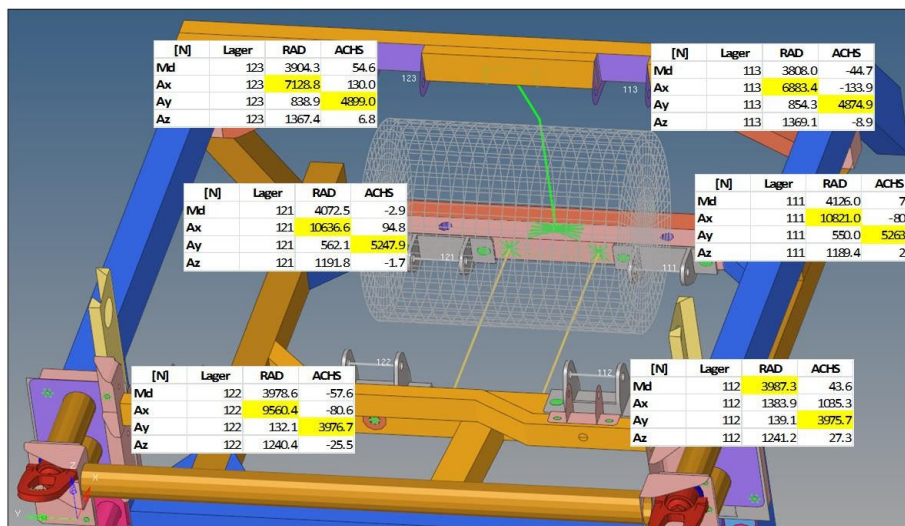 [N] Lager RAD ACHS
Md 123 3904.3 54.6
Ax 123 7128.8 130.0
Ay 123 838.9 4899.0
Az 123 1367.4 6.8
[N] Lager RAD ACHS
Md 113 3808.0 -44.7
Ax 113 6883.4 -133.9
Ay 113 854.3 4874.9
Az 113 1369.1 -8.9
123
113
[N] Lager RAD ACHS
Md 121 4072.5 -2.9
Ax 121 10636.6 94.8
Ay 121 562.1 5247.9
Az 121 1191.8 -1.7
[N] Lager RAD ACHS
Md 111 4126.0 7
Ax 111 10821.0 -80
Ay 111 550.0 5263
Az 111 1189.4 2
121
111
122
112
[N] Lager RAD ACHS
Md 122 3978.6 -57.6
Ax 122 9560.4 -80.6
Ay 122 132.1 3976.7
Az 122 1240.4 -25.5
[N] Lager RAD ACHS
Md 112 3987.3 43.6
Ax 112 1383.9 1035.3
Ay 112 139.1 3975.7
Az 112 1241.2 27.3
Z
X
Y